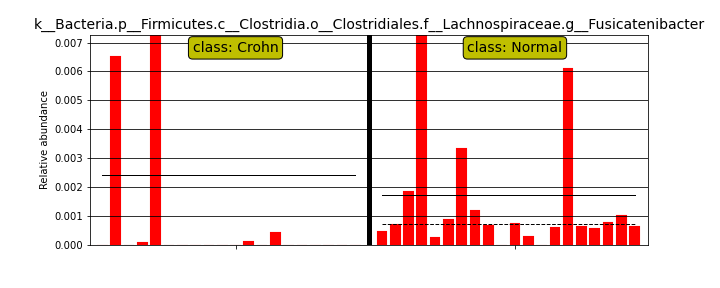 k__Bacteria.p__Firmicutes.c__Clostridia.o__Clostridiales.f__Lachnospiraceae.g__Fusicatenibacter
class: Crohn
class: Normal
0.007
0.006
0.005
0.004
0.003
0.002
0.001
0.000
Relative abundance